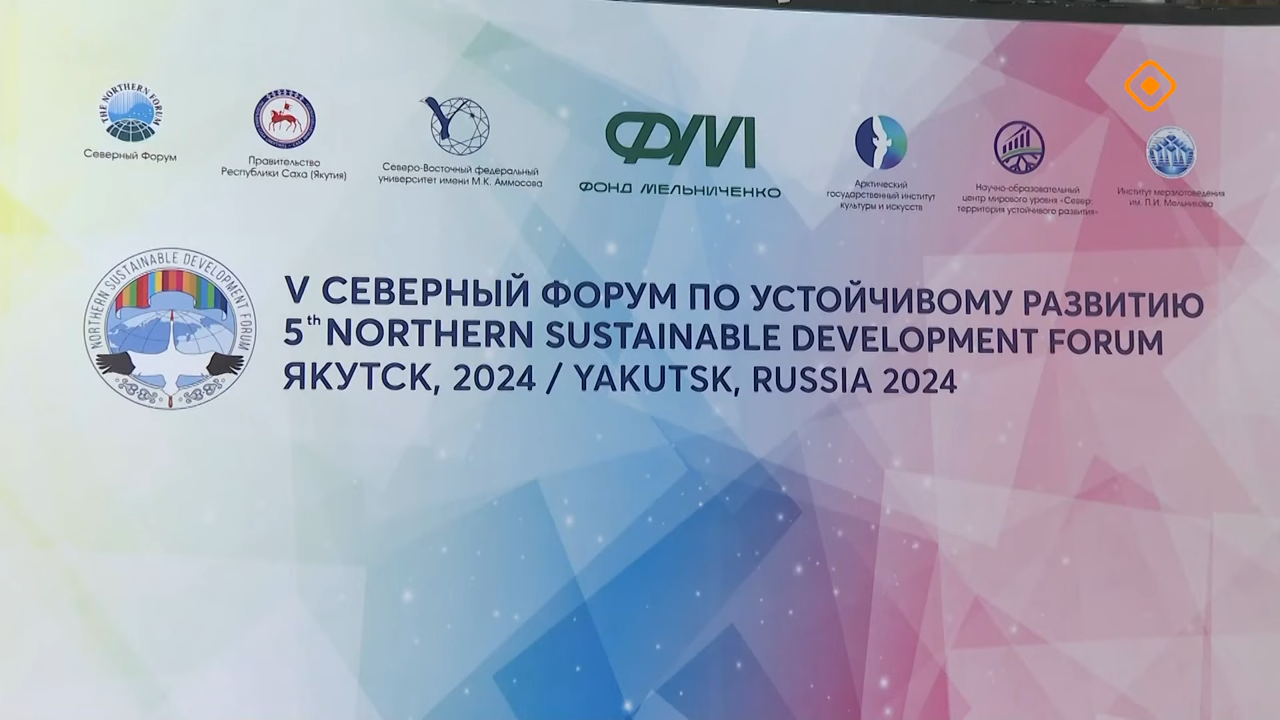 THE NORTHERN FORUM
Северный Форум
Правительство
Республики Саха (Якутия)
Северо-Восточный федеральный
университет имени М.К. Аммосова
ФМ
ФОНД МЕЛЬНИЧЕНКО
Арктический
государственный институт
культуры и искусств
Научно-образовательный
центр мирового уровня «Север:
территория устойчивого развития»
Институт мерзлотоведения
им. П.И. Мельникова
NORTHERN SUSTAINABLE DEVELOPMENT FORUM
V СЕВЕРНЫЙ ФОРУМ ПО УСТОЙЧИВОМУ РАЗВИТИЮ
5th NORTHERN SUSTAINABLE DEVELOPMENT FORUM
ЯКУТСК, 2024 / YAKUTSK, RUSSIA 2024